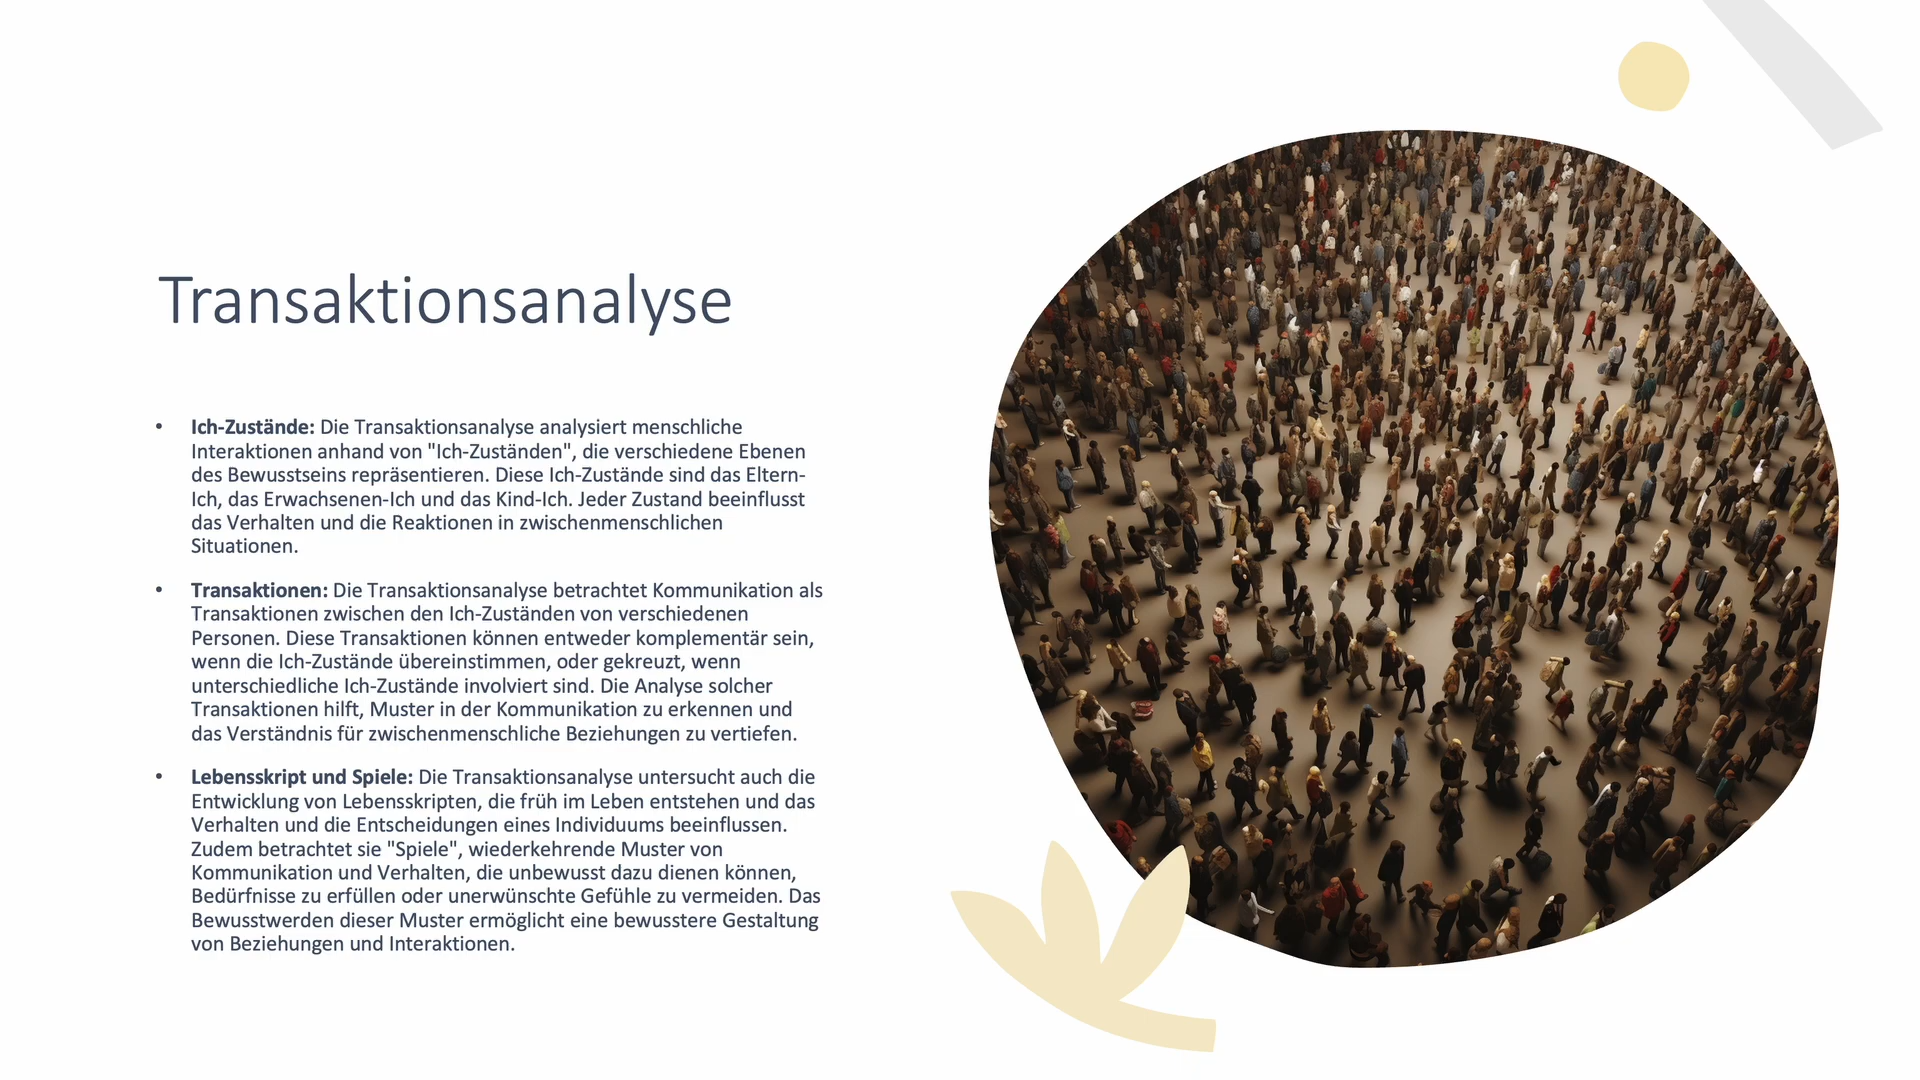 Transaktionsanalyse
• Ich-Zustände: Die Transaktionsanalyse analysiert menschliche
Interaktionen anhand von "Ich-Zuständen", die verschiedene Ebenen
des Bewusstseins repräsentieren. Diese Ich-Zustände sind das Eltern-
Ich, das Erwachsenen-Ich und das Kind-Ich. Jeder Zustand beeinflusst
das Verhalten und die Reaktionen in zwischenmenschlichen
Situationen.
• Transaktionen: Die Transaktionsanalyse betrachtet Kommunikation als
Transaktionen zwischen den Ich-Zuständen von verschiedenen
Personen. Diese Transaktionen können entweder komplementär sein,
wenn die Ich-Zustände übereinstimmen, oder gekreuzt, wenn
unterschiedliche Ich-Zustände involviert sind. Die Analyse solcher
Transaktionen hilft, Muster in der Kommunikation zu erkennen und
das Verständnis für zwischenmenschliche Beziehungen zu vertiefen.
• Lebensskript und Spiele: Die Transaktionsanalyse untersucht auch die
Entwicklung von Lebensskripten, die früh im Leben entstehen und das
Verhalten und die Entscheidungen eines Individuums beeinflussen.
Zudem betrachtet sie "Spiele", wiederkehrende Muster von
Kommunikation und Verhalten, die unbewusst dazu dienen können,
Bedürfnisse zu erfüllen oder unerwünschte Gefühle zu vermeiden. Das
Bewusstwerden dieser Muster ermöglicht eine bewusstere Gestaltung
von Beziehungen und Interaktionen.